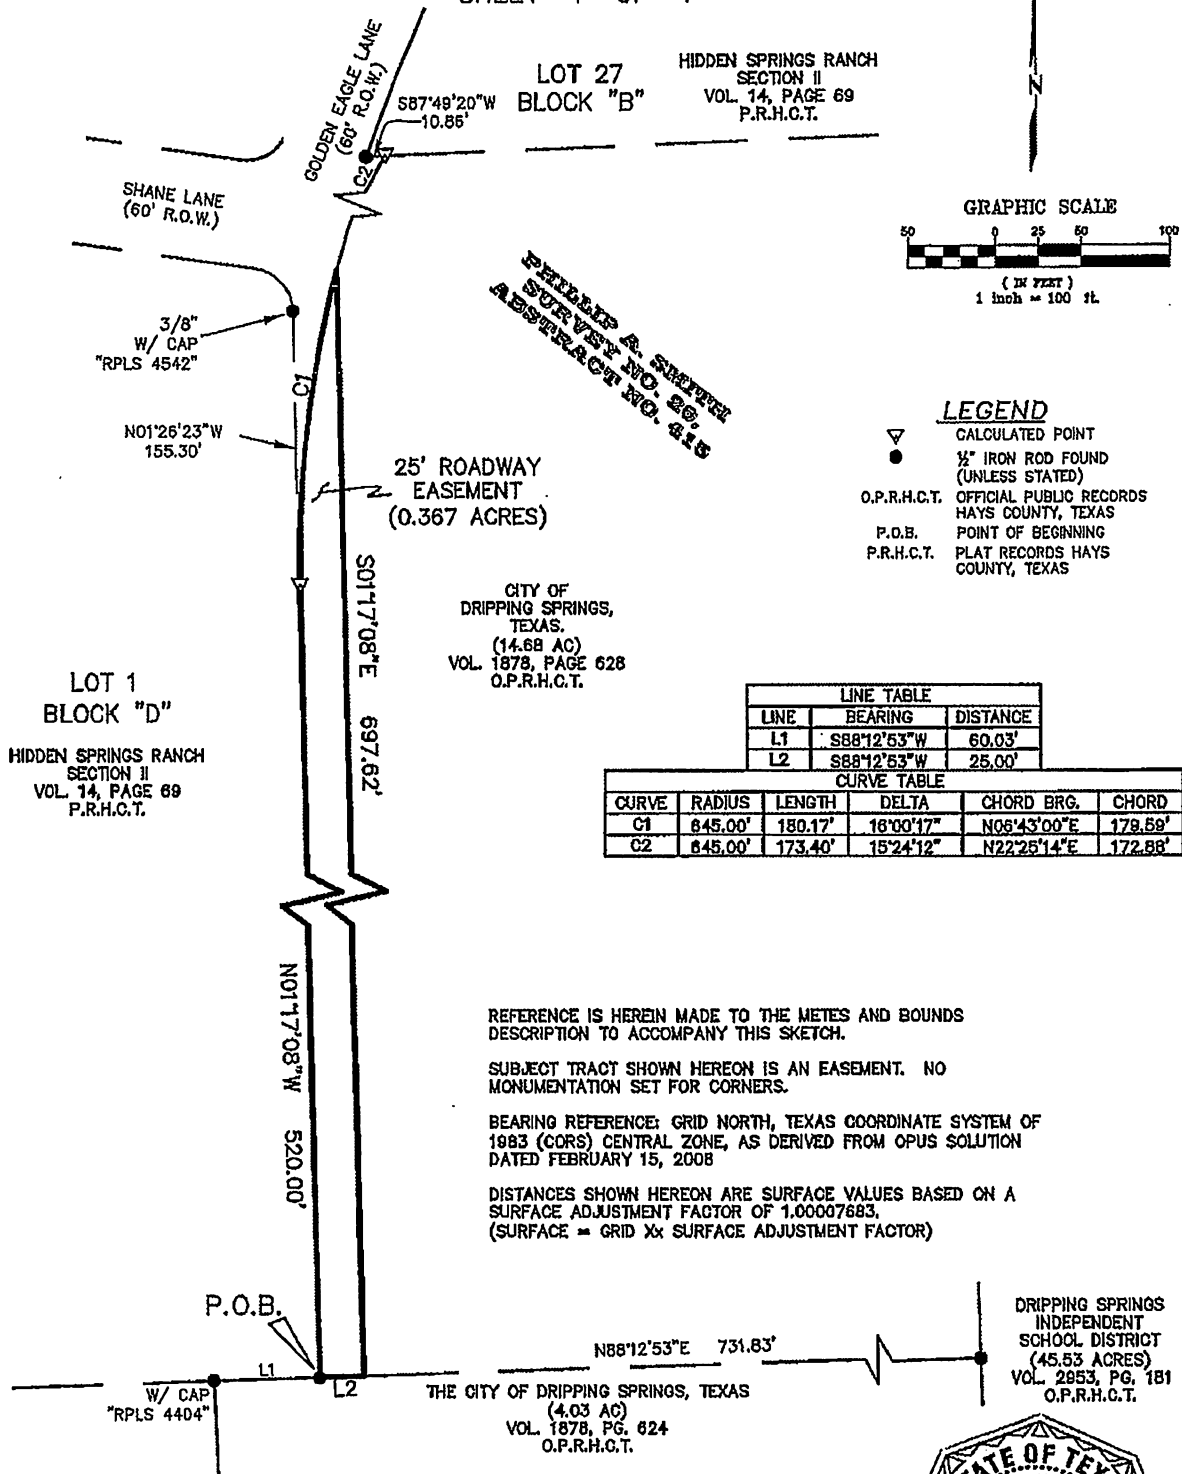 GOLDEN EAGLE LANE
(60' R.O.W.)
LOT 27
BLOCK "B"
HIDDEN SPRINGS RANCH
SECTION II
VOL. 14, PAGE 69
P.R.H.C.T.
S87°49'20"W
10.86'
C2
SHANE LANE
(60' R.O.W.)
N
GRAPHIC SCALE
50 0 25 50 100
( IN FEET )
1 inch = 100 ft.
PHILLIP A. SMITH
SURVEY NO. 26,
ABSTRACT NO. 415
3/8"
W/ CAP
"RPLS 4542"
C1
N01°26'23"W
155.30'
25' ROADWAY
EASEMENT
(0.367 ACRES)
LEGEND
CALCULATED POINT
½" IRON ROD FOUND
(UNLESS STATED)
O.P.R.H.C.T. OFFICIAL PUBLIC RECORDS
HAYS COUNTY, TEXAS
P.O.B. POINT OF BEGINNING
P.R.H.C.T. PLAT RECORDS HAYS
COUNTY, TEXAS
S01°17'08"E 697.62'
CITY OF
DRIPPING SPRINGS,
TEXAS.
(14.68 AC)
VOL. 1878, PAGE 628
O.P.R.H.C.T.
LOT 1
BLOCK "D"
HIDDEN SPRINGS RANCH
SECTION II
VOL. 14, PAGE 69
P.R.H.C.T.
LINE TABLE
LINE BEARING DISTANCE
L1 S88°12'53"W 60.03'
L2 S88°12'53"W 25.00'
CURVE TABLE
CURVE RADIUS LENGTH DELTA CHORD BRG. CHORD
C1 645.00' 180.17' 16°00'17" N06°43'00"E 179.59'
C2 645.00' 173.40' 15°24'12" N22°25'14"E 172.88'
N01°17'08"W 520.00'
REFERENCE IS HEREIN MADE TO THE METES AND BOUNDS
DESCRIPTION TO ACCOMPANY THIS SKETCH.
SUBJECT TRACT SHOWN HEREON IS AN EASEMENT. NO
MONUMENTATION SET FOR CORNERS.
BEARING REFERENCE: GRID NORTH, TEXAS COORDINATE SYSTEM OF
1983 (CORS) CENTRAL ZONE, AS DERIVED FROM OPUS SOLUTION
DATED FEBRUARY 15, 2008
DISTANCES SHOWN HEREON ARE SURFACE VALUES BASED ON A
SURFACE ADJUSTMENT FACTOR OF 1.00007683.
(SURFACE = GRID Xx SURFACE ADJUSTMENT FACTOR)
P.O.B.
L1
L2
W/ CAP
"RPLS 4404"
N88°12'53"E 731.83'
THE CITY OF DRIPPING SPRINGS, TEXAS
(4.03 AC)
VOL. 1878, PG. 624
O.P.R.H.C.T.
DRIPPING SPRINGS
INDEPENDENT
SCHOOL DISTRICT
(45.53 ACRES)
VOL. 2953, PG, 181
O.P.R.H.C.T.
ATE OF TEX